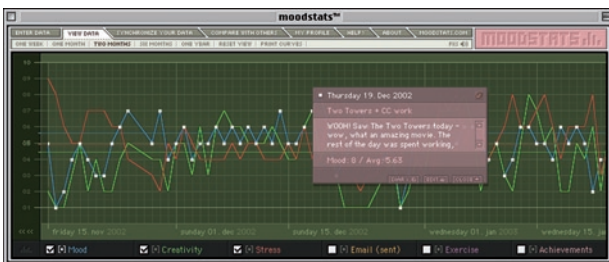 moodstats™
ENTER DATA VIEW DATA SYNCHRONIZE YOUR DATA COMPARE WITH OTHERS MY PROFILE HELP? ABOUT MOODSTATS.COM
ONE WEEK ONE MONTH TWO MONTHS SIX MONTHS ONE YEAR RESET VIEW PRINT CURVES
MOODSTATS
10
Thursday 19. Dec 2002
Two Towers + CC work
WOOH! Saw The Two Towers today -
wow, what an amazing movie. The
rest of the day was spent working,
Mood: 8 / Avg:5.63
EDIT CLOSE
friday 15. nov 2002 sunday 01. dec 2002 sunday 15. dec 2002 wednesday 01. jan 2003 wednesday 15. ja
Mood Creativity Stress Email (sent) Exercise Achievements